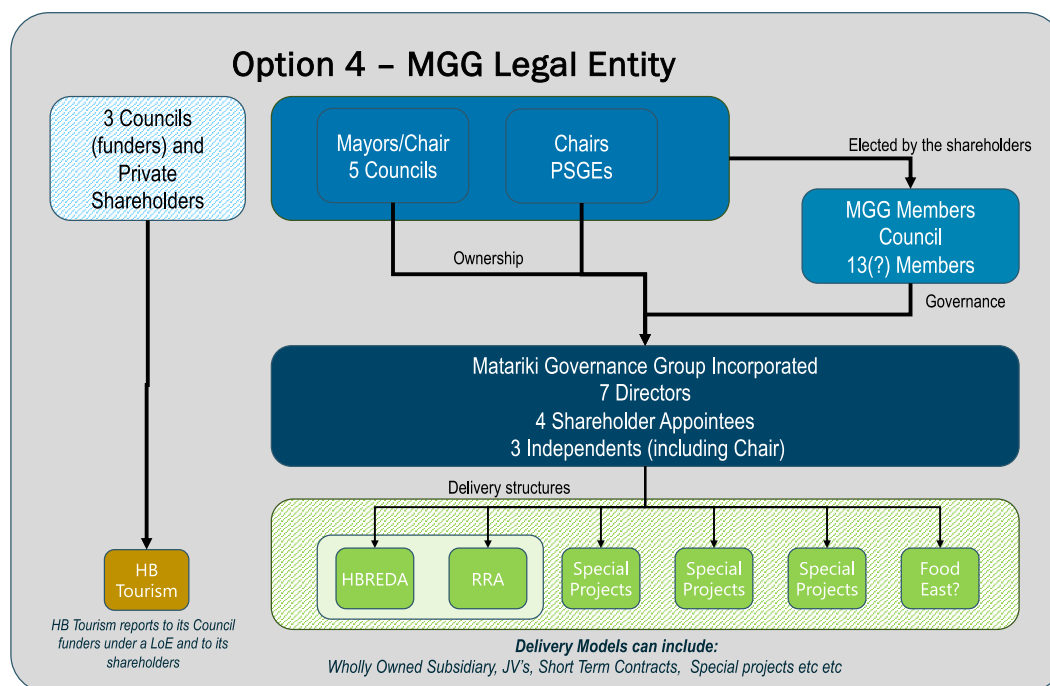 Option 4 – MGG Legal Entity
3 Councils
(funders) and
Private
Shareholders
Mayors/Chair
5 Councils
Chairs
PSGEs
Elected by the shareholders
MGG Members
Council
13(?) Members
Ownership
Governance
Matariki Governance Group Incorporated
7 Directors
4 Shareholder Appointees
3 Independents (including Chair)
Delivery structures
HB
Tourism
HBREDA
RRA
Special
Projects
Special
Projects
Special
Projects
Food
East?
HB Tourism reports to its Council
funders under a LoE and to its
shareholders
Delivery Models can include:
Wholly Owned Subsidiary, JV's, Short Term Contracts, Special projects etc etc